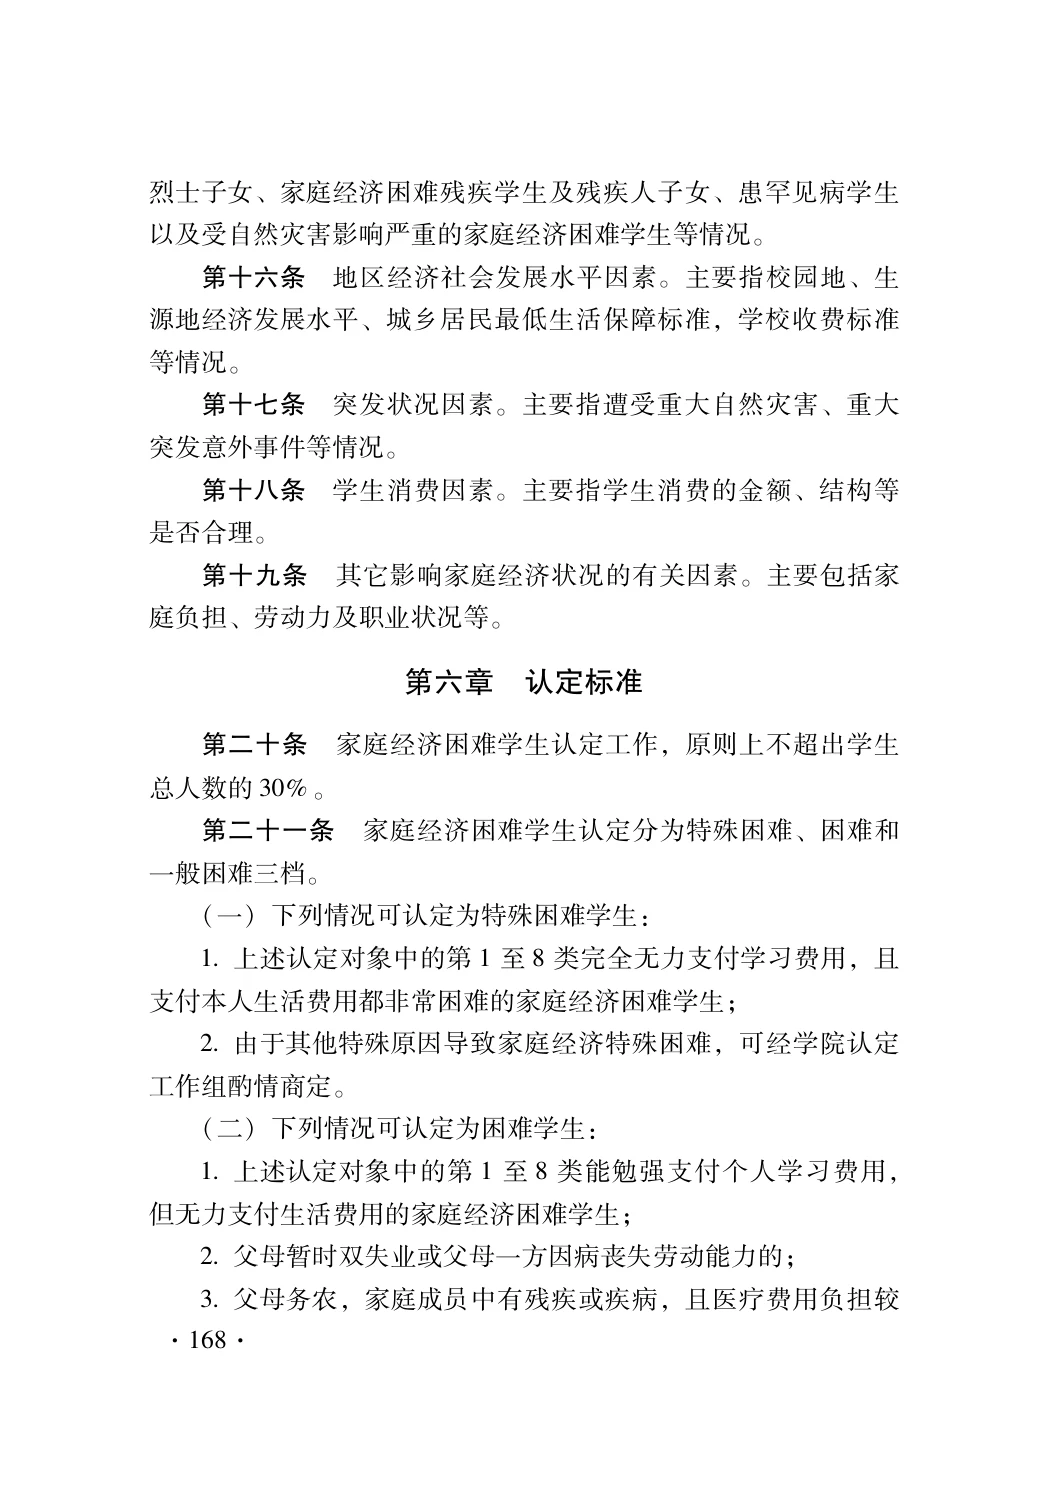 烈士子女、家庭经济困难残疾学生及残疾人子女、患罕见病学生
以及受自然灾害影响严重的家庭经济困难学生等情况。
第十六条　地区经济社会发展水平因素。主要指校园地、生
源地经济发展水平、城乡居民最低生活保障标准，学校收费标准
等情况。
第十七条　突发状况因素。主要指遭受重大自然灾害、重大
突发意外事件等情况。
第十八条　学生消费因素。主要指学生消费的金额、结构等
是否合理。
第十九条　其它影响家庭经济状况的有关因素。主要包括家
庭负担、劳动力及职业状况等。
第六章　认定标准
第二十条　家庭经济困难学生认定工作，原则上不超出学生
总人数的 30%。
第二十一条　家庭经济困难学生认定分为特殊困难、困难和
一般困难三档。
（一）下列情况可认定为特殊困难学生：
1. 上述认定对象中的第 1 至 8 类完全无力支付学习费用，且
支付本人生活费用都非常困难的家庭经济困难学生；
2. 由于其他特殊原因导致家庭经济特殊困难，可经学院认定
工作组酌情商定。
（二）下列情况可认定为困难学生：
1. 上述认定对象中的第 1 至 8 类能勉强支付个人学习费用，
但无力支付生活费用的家庭经济困难学生；
2. 父母暂时双失业或父母一方因病丧失劳动能力的；
3. 父母务农，家庭成员中有残疾或疾病，且医疗费用负担较
·168·